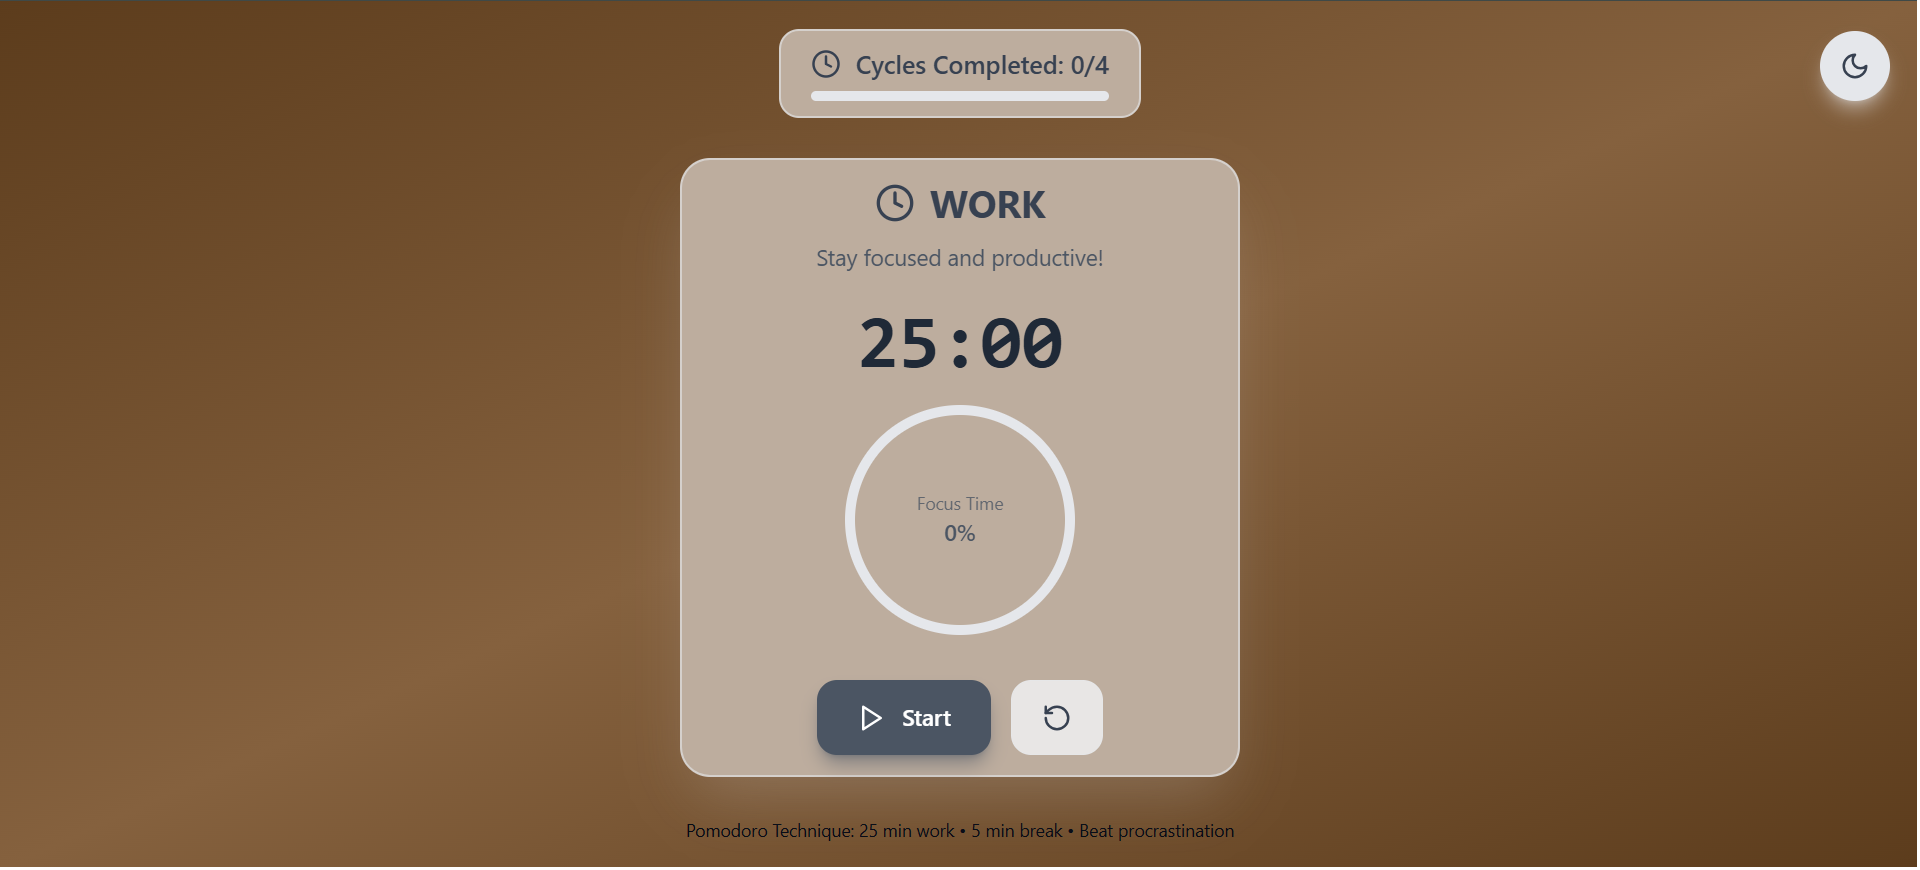 Cycles Completed: 0/4
WORK
Stay focused and productive!
25:00
Focus Time
0%
Start
Pomodoro Technique: 25 min work • 5 min break • Beat procrastination